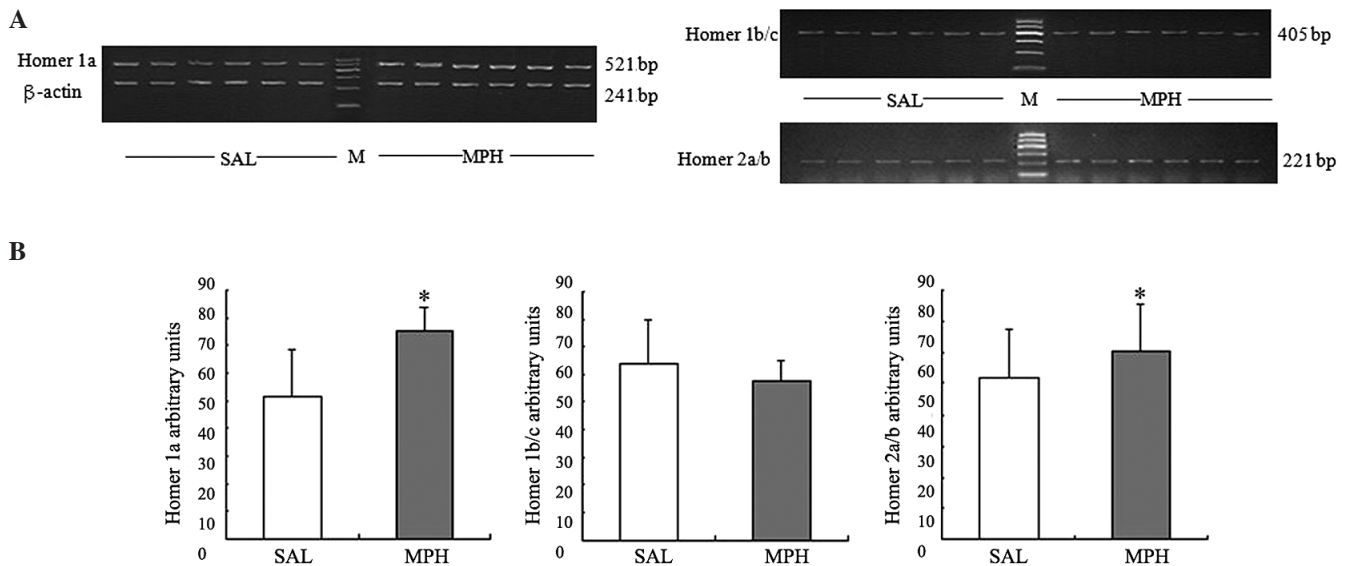 A
Homer 1a
β-actin
521 bp
241 bp
SAL M MPH
Homer 1b/c
405 bp
SAL M MPH
Homer 2a/b
221 bp
B
Homer 1a arbitrary units
90
80
70
60
50
40
30
20
10
0
SAL MPH
*
Homer 1b/c arbitrary units
90
80
70
60
50
40
30
20
10
0
SAL MPH
Homer 2a/b arbitrary units
90
80
70
60
50
40
30
20
10
0
SAL MPH
*